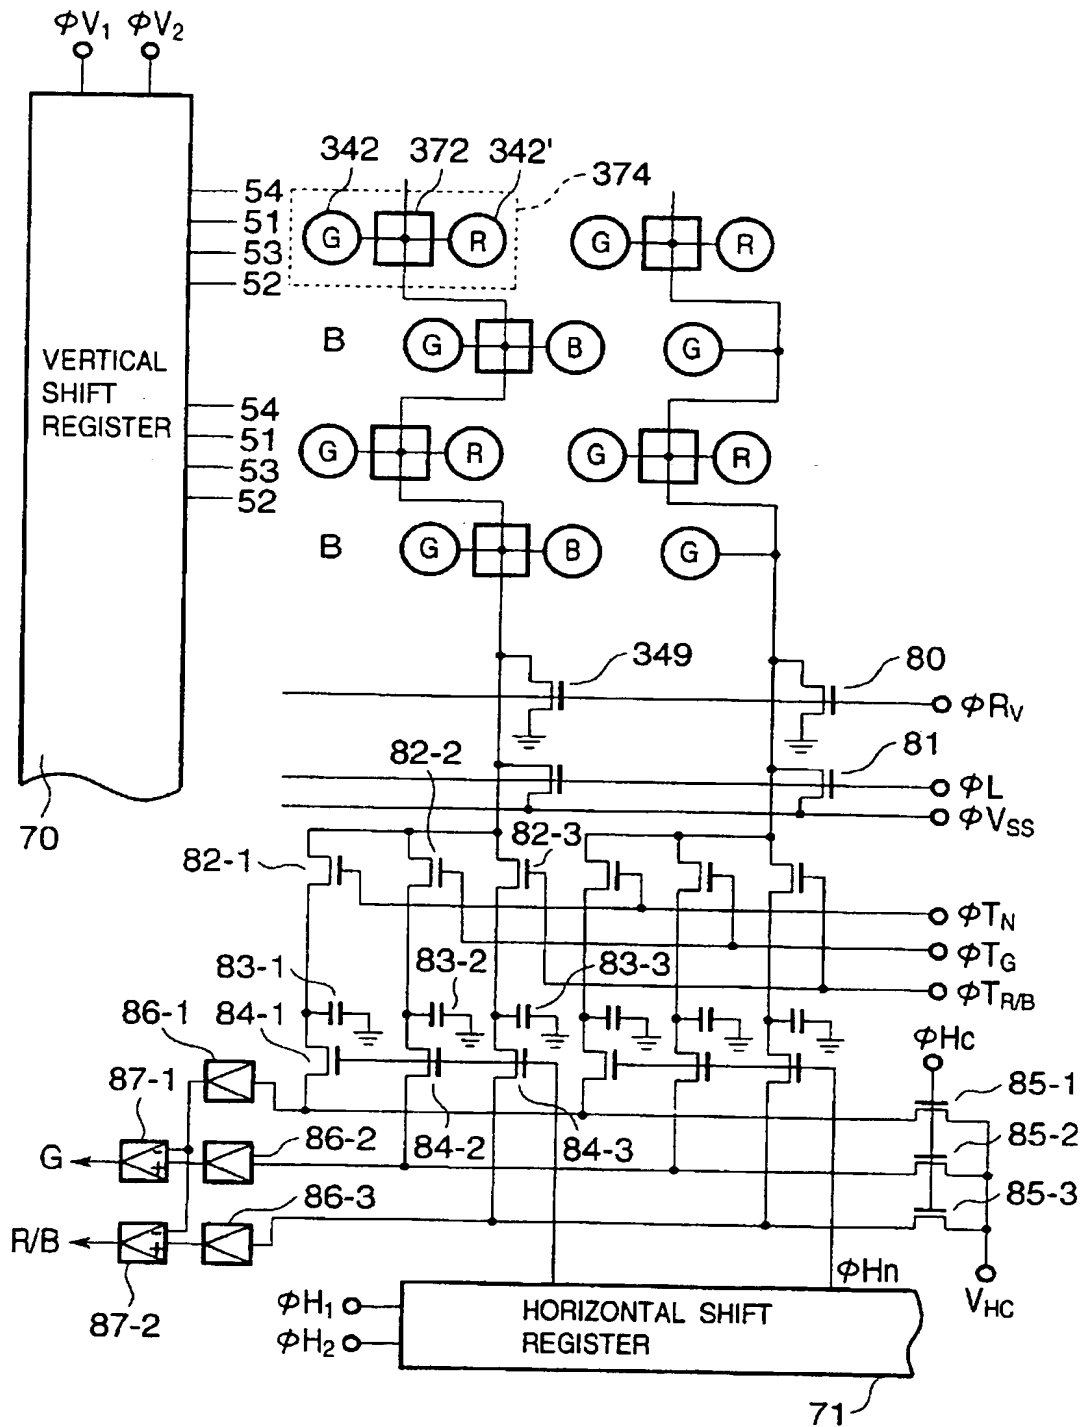 ϕV1 ϕV2
342 372 342' 374
54
51
53
52
G R G R
VERTICAL
SHIFT
REGISTER
B G B G
54
51
53
52
G R G R
B G B G
349 80
ϕRV
82-2 81
ϕL
ϕVSS
70
82-1 82-3
ϕTN
ϕTG
ϕTR/B
83-1 83-2 83-3
86-1 84-1
ϕHC
87-1
85-1
G - + 86-2 84-2 84-3 85-2
86-3 85-3
R/B - +
87-2
ϕHn
VHC
ϕH1
ϕH2
HORIZONTAL SHIFT
REGISTER
71